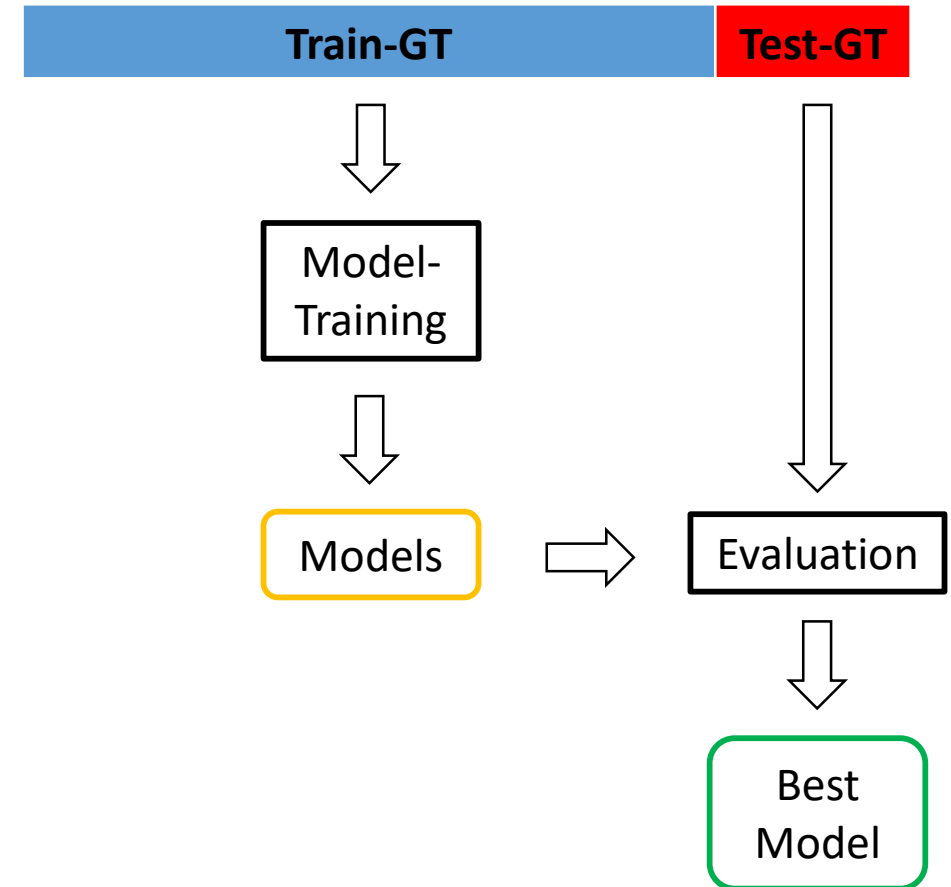 Train-GT
Test-GT
Model-
Training
Models
Evaluation
Best
Model